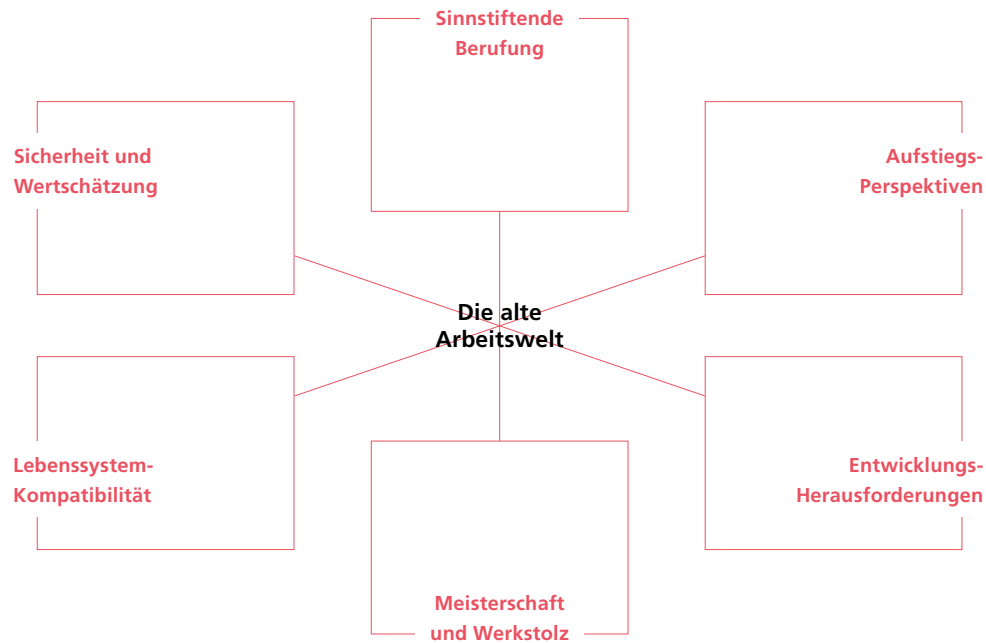 Sinnstiftende
Berufung
Sicherheit und
Wertschätzung
Aufstiegs-
Perspektiven
Die alte
Arbeitswelt
Lebenssystem-
Kompatibilität
Entwicklungs-
Herausforderungen
Meisterschaft
und Werkstolz